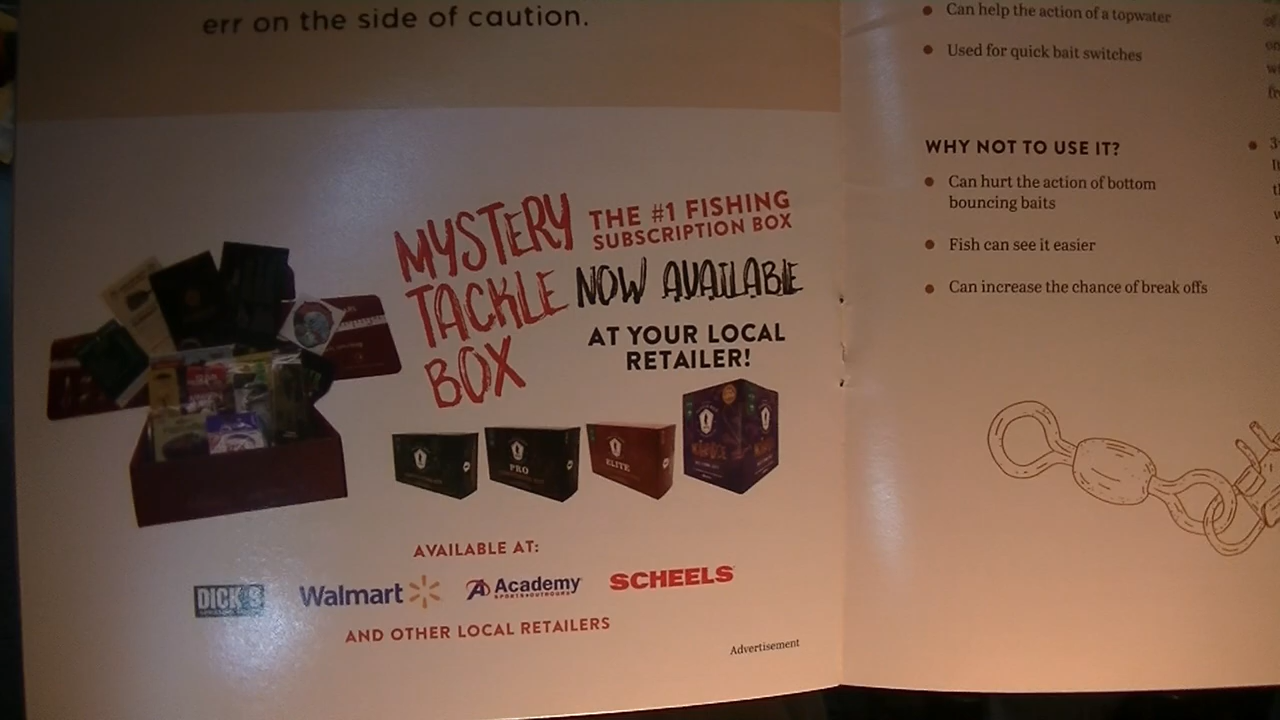 err on the side of caution.
MYSTERY
TACKLE
BOX
THE #1 FISHING
SUBSCRIPTION BOX
NOW AVAILABLE
AT YOUR LOCAL
RETAILER!
PRO
ELITE
AVAILABLE AT:
DICK'S
Walmart
Academy
SPORTS+OUTDOORS
SCHEELS
AND OTHER LOCAL RETAILERS
Advertisement
Can help the action of a topwater
Used for quick bait switches
WHY NOT TO USE IT?
Can hurt the action of bottom
bouncing baits
Fish can see it easier
Can increase the chance of break offs